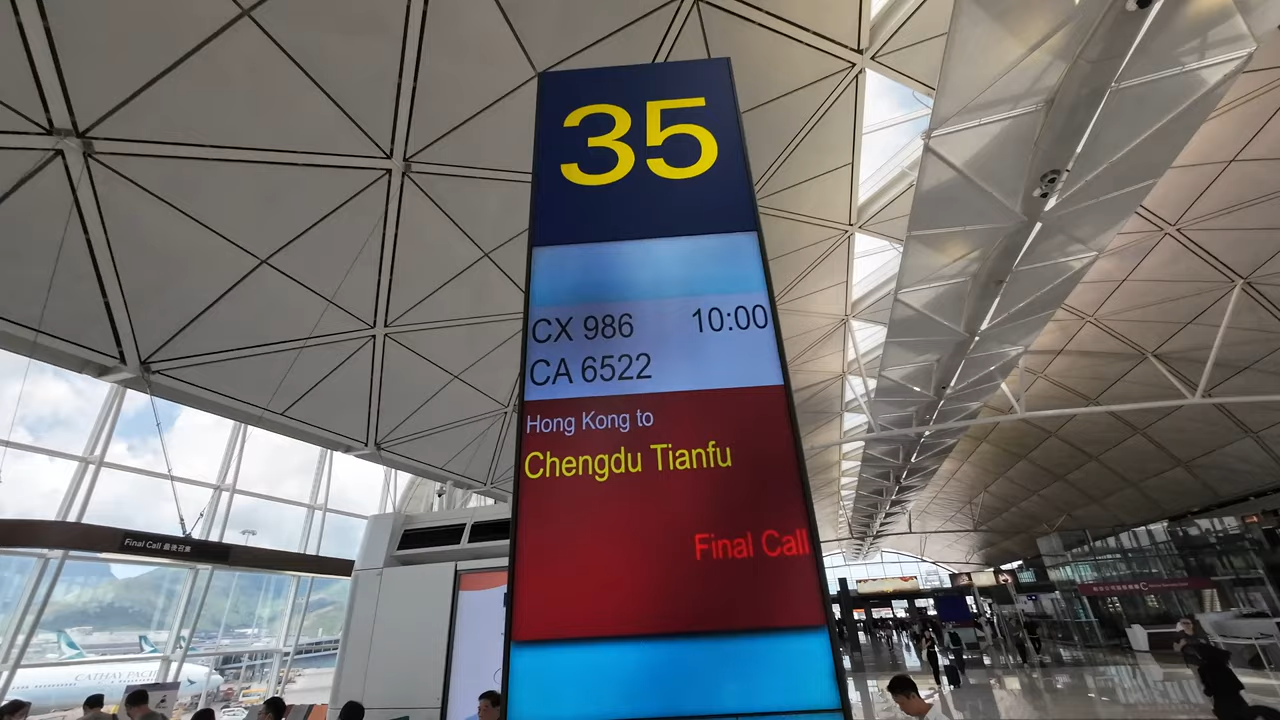 35
CX 986 10:00
CA 6522
Hong Kong to
Chengdu Tianfu
Final Call
Final Call 最後召集
CATHAY PACIFIC